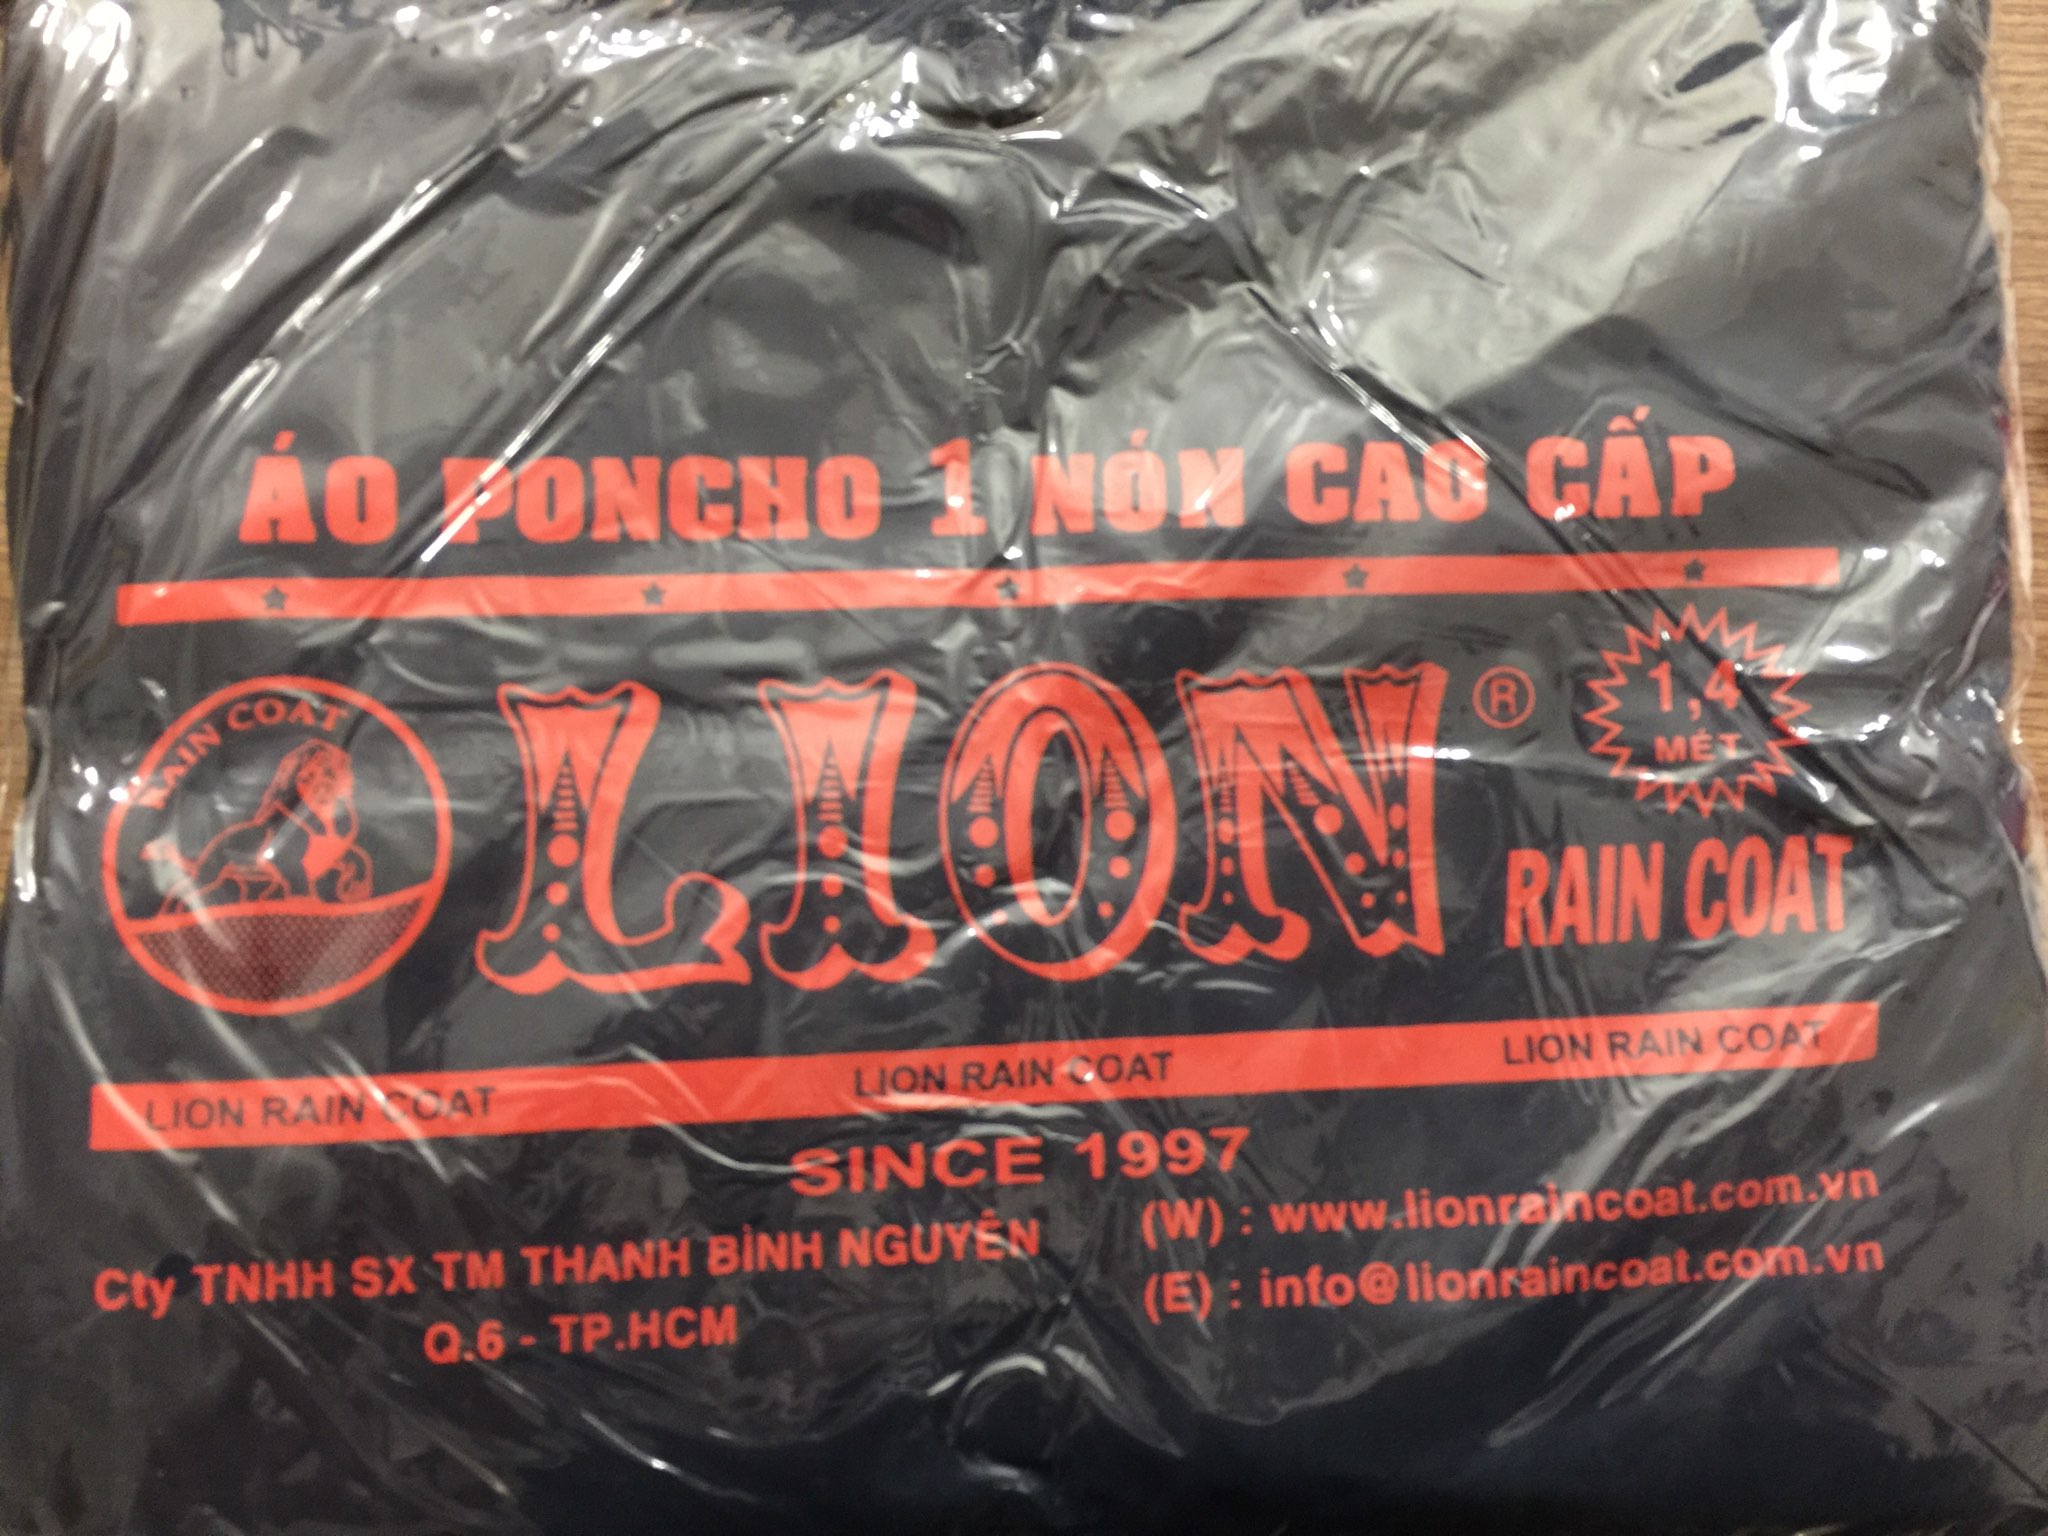 ÁO PONCHO 1 NÓN CAO CẤP
RAIN COAT
LION ®
1,4
MÉT
RAIN COAT
LION RAIN COAT LION RAIN COAT LION RAIN COAT
SINCE 1997
Cty TNHH SX TM THANH BÌNH NGUYÊN
Q.6 - TP.HCM
(W) : www.lionraincoat.com.vn
(E) : info@lionraincoat.com.vn